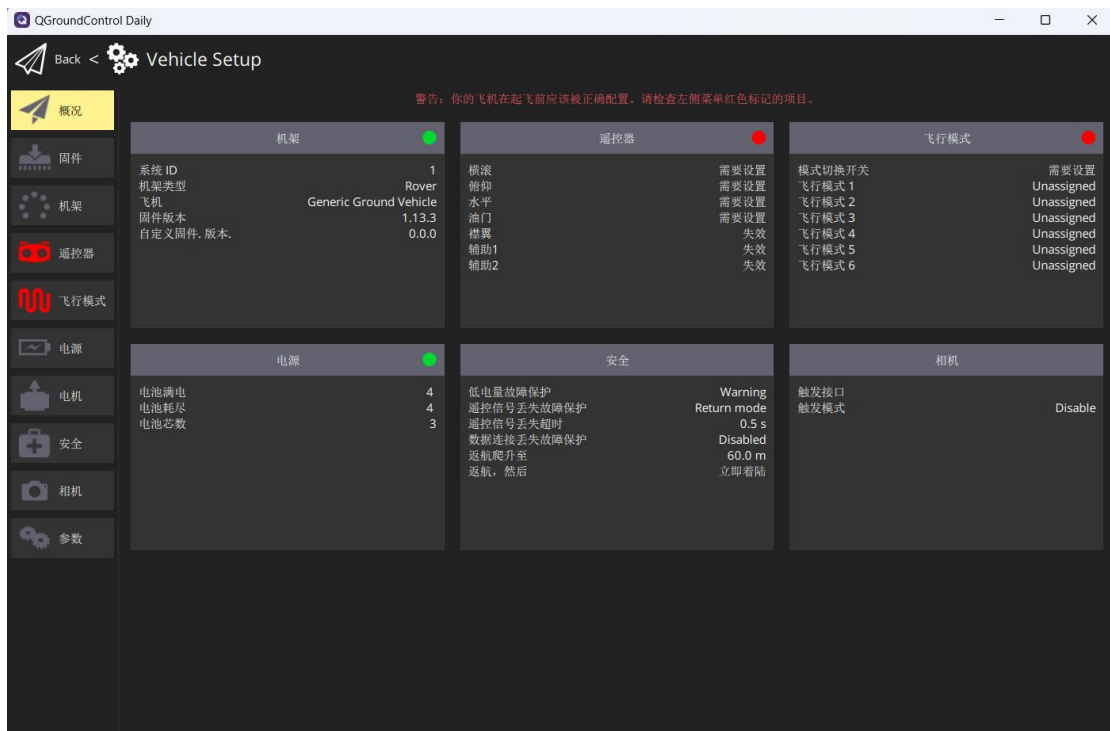 QGroundControl Daily
Back < Vehicle Setup
警告：你的飞机在起飞前应该被正确配置。请检查左侧菜单红色标记的项目。
概况
固件
机架
遥控器
飞行模式
电源
电机
安全
相机
参数
机架
系统 ID 1
机架类型 Rover
飞机 Generic Ground Vehicle
固件版本 1.13.3
自定义固件. 版本. 0.0.0
遥控器
横滚 需要设置
俯仰 需要设置
水平 需要设置
油门 需要设置
襟翼 失效
辅助1 失效
辅助2 失效
飞行模式
模式切换开关 需要设置
飞行模式 1 Unassigned
飞行模式 2 Unassigned
飞行模式 3 Unassigned
飞行模式 4 Unassigned
飞行模式 5 Unassigned
飞行模式 6 Unassigned
电源
电池满电 4
电池耗尽 4
电池芯数 3
安全
低电量故障保护 Warning
遥控信号丢失故障保护 Return mode
遥控信号丢失超时 0.5 s
数据连接丢失故障保护 Disabled
返航爬升至 60.0 m
返航，然后 立即着陆
相机
触发接口
触发模式 Disable